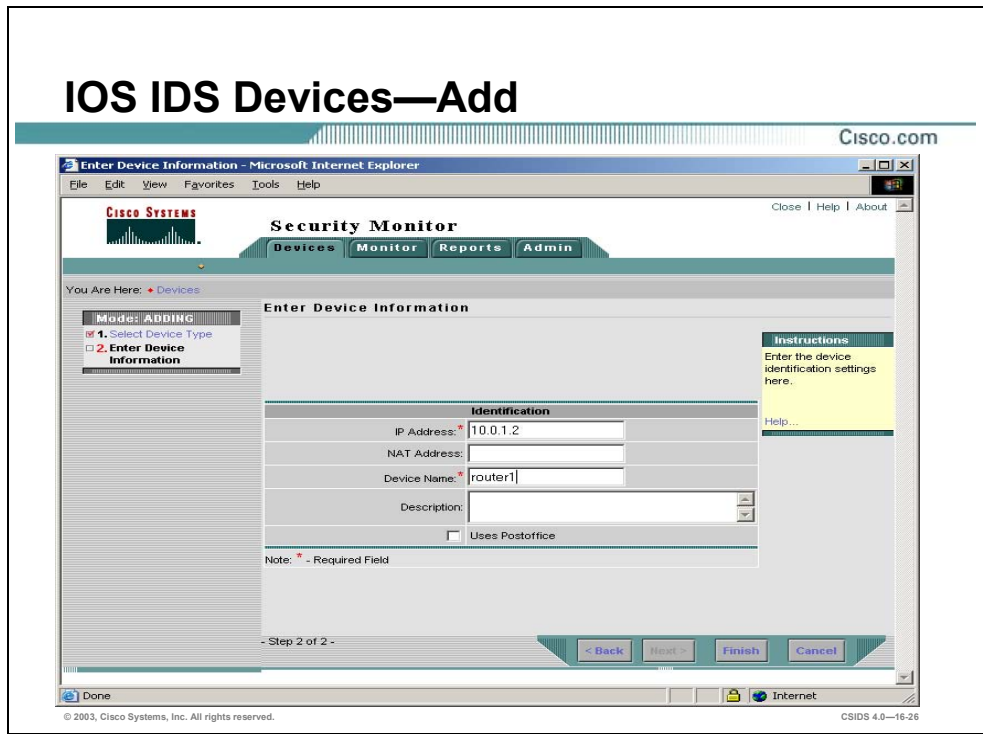 IOS IDS Devices—Add
Cisco.com
Enter Device Information - Microsoft Internet Explorer
File Edit View Favorites Tools Help
Close | Help | About
CISCO SYSTEMS
Security Monitor
Devices Monitor Reports Admin
You Are Here: Devices
Mode: ADDING
1. Select Device Type
2. Enter Device
Information
Enter Device Information
Instructions
Enter the device
identification settings
here.
Help...
Identification
IP Address:* 10.0.1.2
NAT Address:
Device Name:* router1
Description:
Uses Postoffice
Note: * - Required Field
- Step 2 of 2 -
< Back Next > Finish Cancel
Done Internet
© 2003, Cisco Systems, Inc. All rights reserved. CSIDS 4.0—16-26